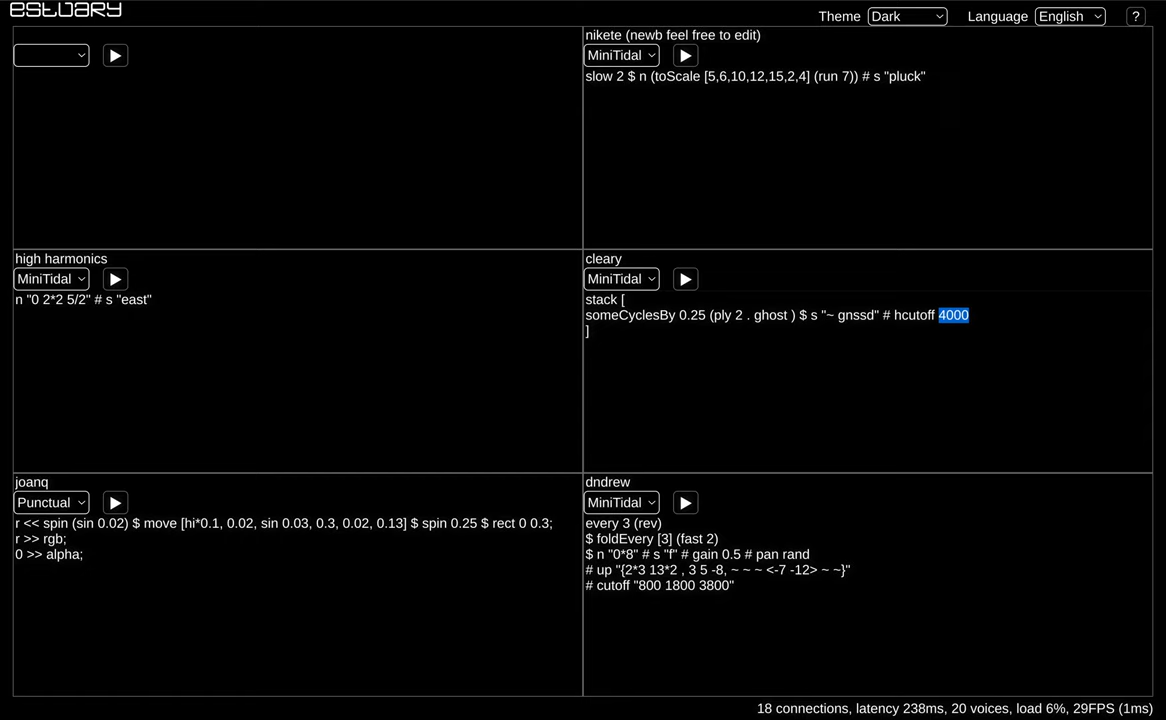 estuary
Theme Dark Language English ?
nikete (newb feel free to edit)
MiniTidal
slow 2 $ n (toScale [5,6,10,12,15,2,4] (run 7)) # s "pluck"
high harmonics
MiniTidal
n "0 2*2 5/2" # s "east"
cleary
MiniTidal
stack [
someCyclesBy 0.25 (ply 2 . ghost ) $ s "~ gnssd" # hcutoff 4000
]
joanq
Punctual
r << spin (sin 0.02) $ move [hi*0.1, 0.02, sin 0.03, 0.3, 0.02, 0.13] $ spin 0.25 $ rect 0 0.3;
r >> rgb;
0 >> alpha;
dndrew
MiniTidal
every 3 (rev)
$ foldEvery [3] (fast 2)
$ n "0*8" # s "f" # gain 0.5 # pan rand
# up "{2*3 13*2 , 3 5 -8, ~ ~ ~ <-7 -12> ~ ~}"
# cutoff "800 1800 3800"
18 connections, latency 238ms, 20 voices, load 6%, 29FPS (1ms)